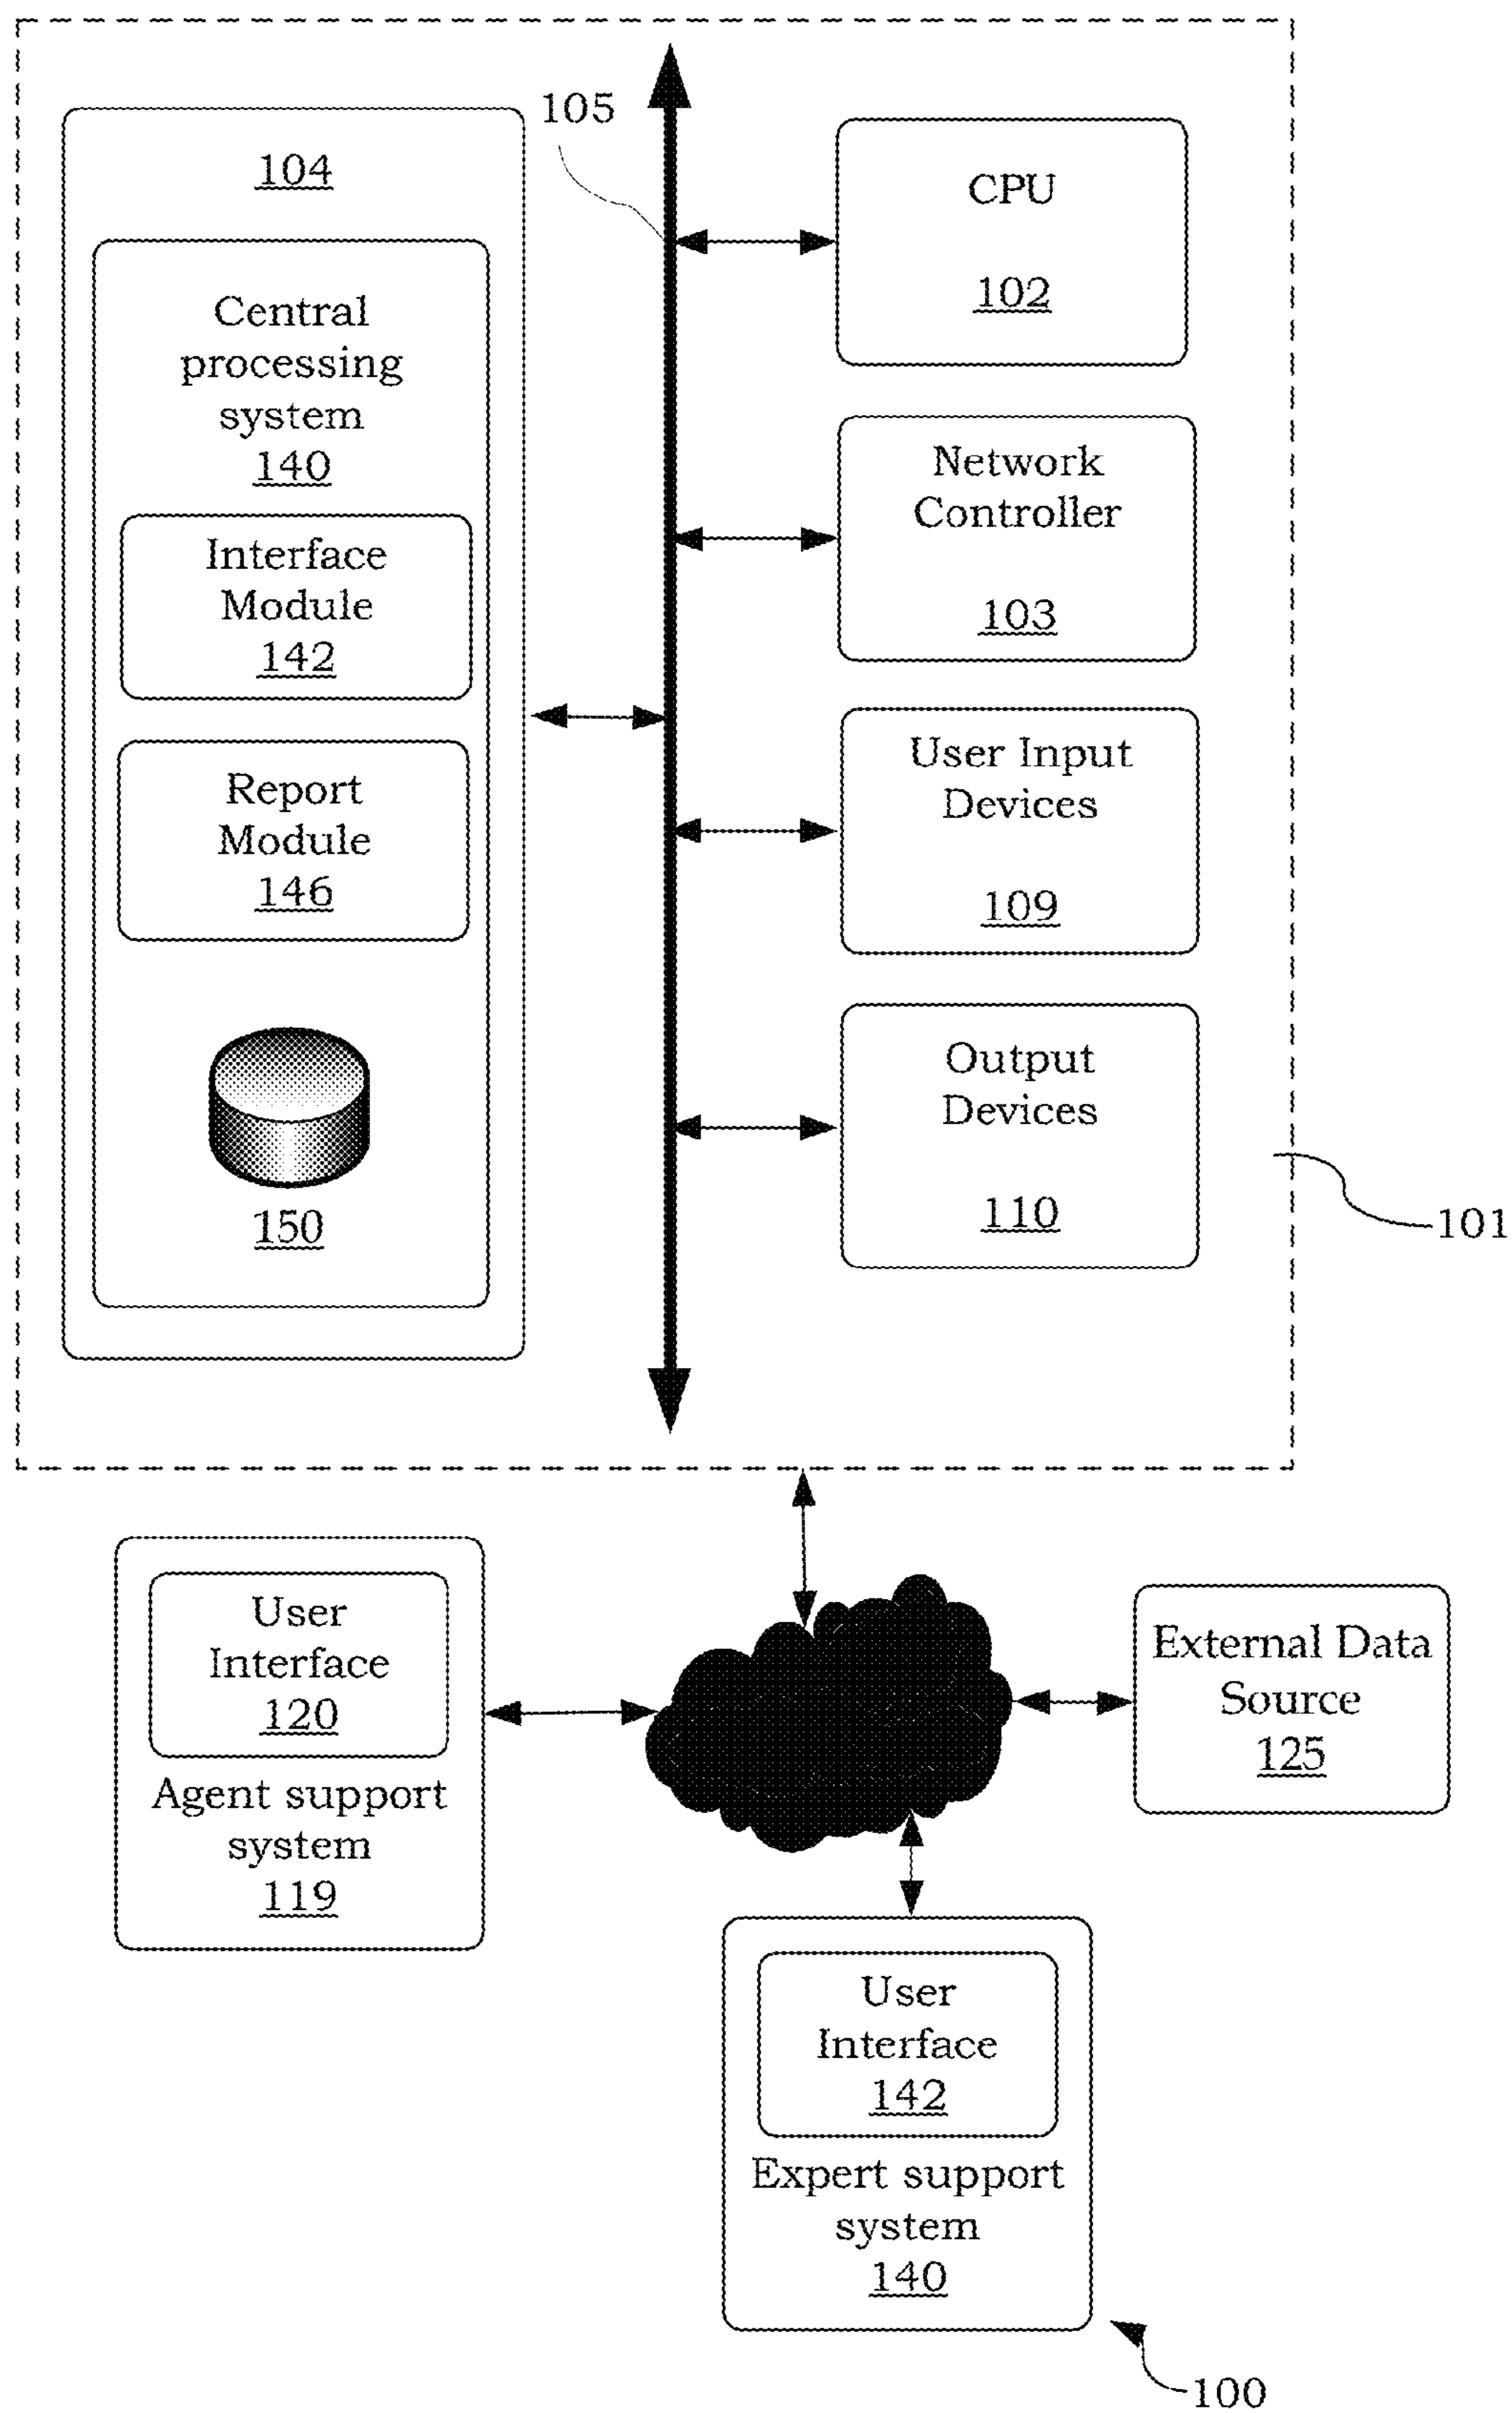 105
104
Central
processing
system
140
Interface
Module
142
Report
Module
146
150
CPU
102
Network
Controller
103
User Input
Devices
109
Output
Devices
110
101
User
Interface
120
Agent support
system
119
External Data
Source
125
User
Interface
142
Expert support
system
140
100